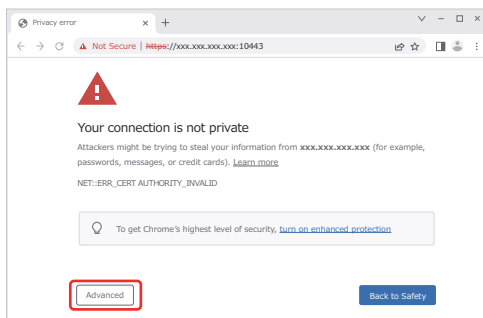 Privacy error
Not Secure | https://xxx.xxx.xxx.xxx:10443
Your connection is not private
Attackers might be trying to steal your information from xxx.xxx.xxx.xxx (for example,
passwords, messages, or credit cards). Learn more
NET::ERR_CERT AUTHORITY_INVALID
To get Chrome's highest level of security, turn on enhanced protection
Advanced
Back to Safety